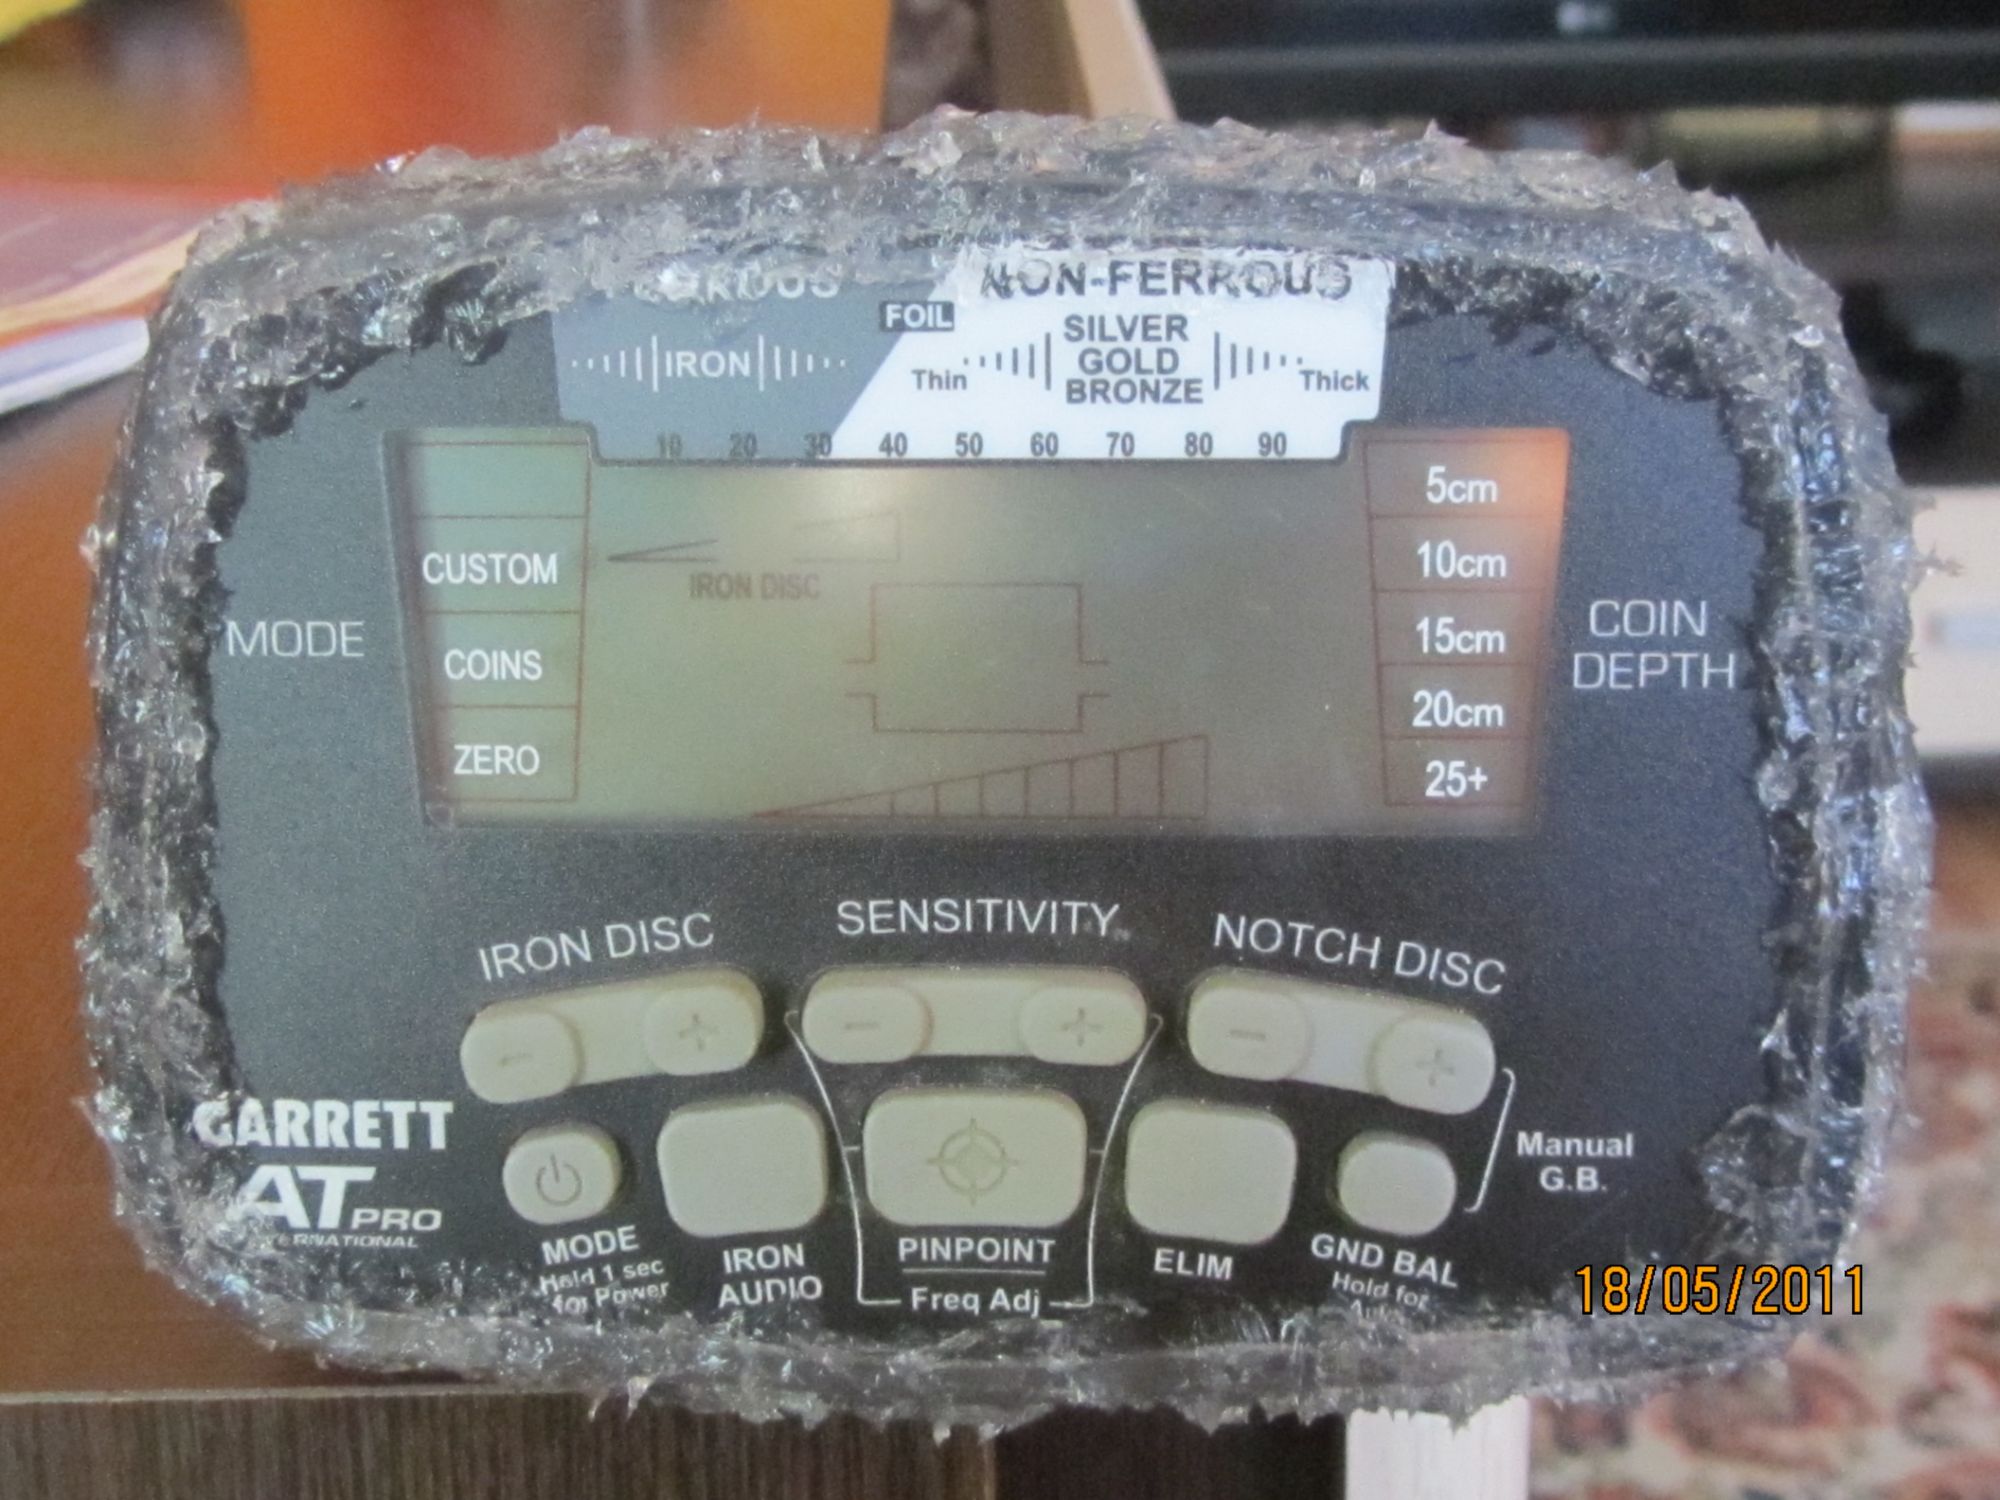 NON-FERROUS
FOIL
IRON
Thin
SILVER
GOLD
BRONZE
Thick
10 20 30 40 50 60 70 80 90
MODE
CUSTOM
COINS
ZERO
IRON DISC
5cm
10cm
15cm
20cm
25+
COIN
DEPTH
IRON DISC
SENSITIVITY
NOTCH DISC
- +
- +
- +
GARRETT
AT PRO
MODE
Hold 1 sec
for Power
IRON
AUDIO
PINPOINT
Freq Adj
ELIM
GND BAL
Hold for
Manual
G.B.
18/05/2011